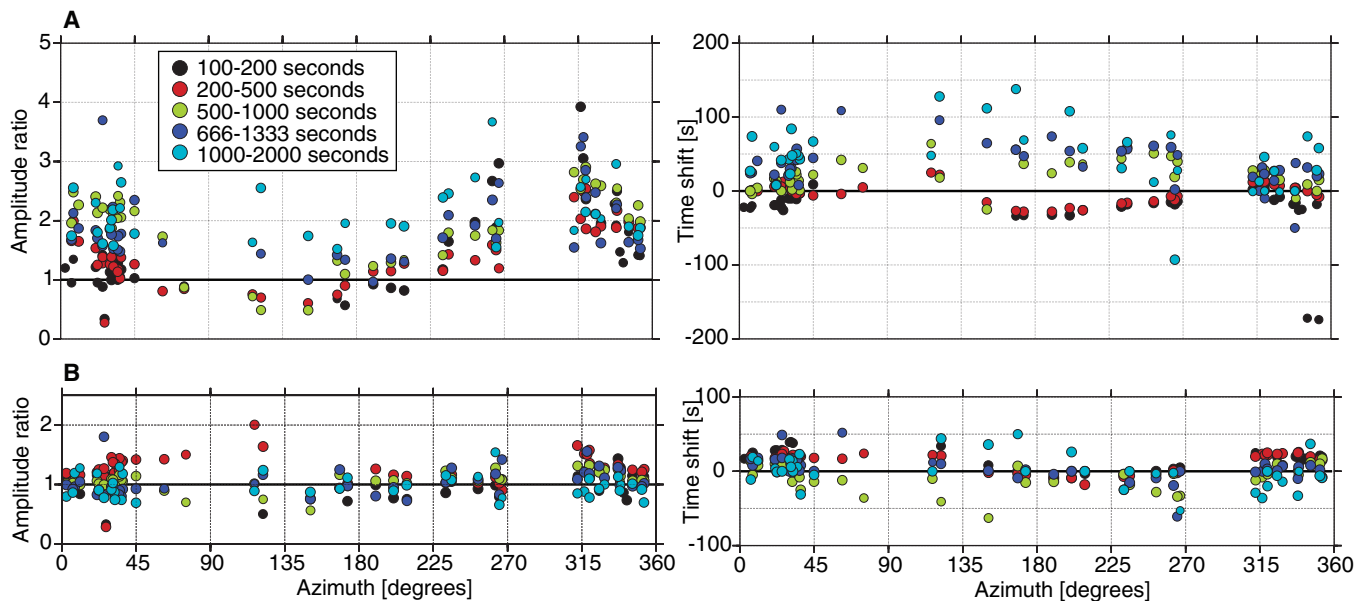 A
Amplitude ratio
5
4
3
2
1
0
100-200 seconds
200-500 seconds
500-1000 seconds
666-1333 seconds
1000-2000 seconds
Time shift [s]
200
100
0
-100
-200
B
Amplitude ratio
2
1
0
0 45 90 135 180 225 270 315 360
Azimuth [degrees]
Time shift [s]
100
0
-100
0 45 90 135 180 225 270 315 360
Azimuth [degrees]